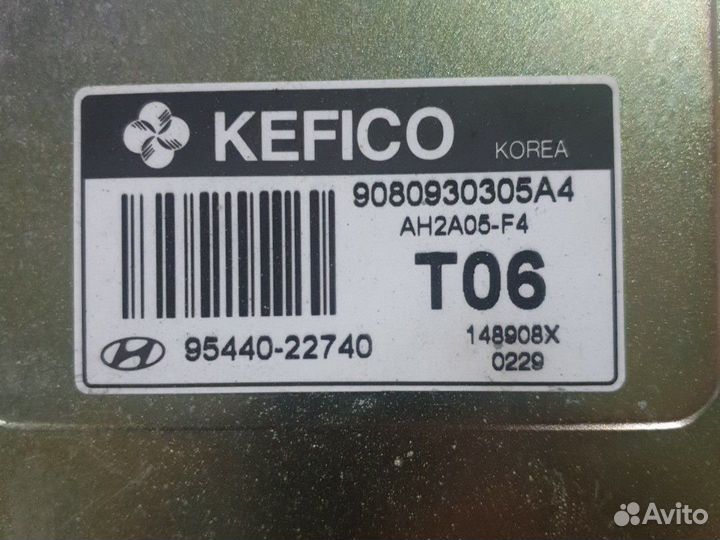 KEFICO KOREA
9080930305A4
AH2A05-F4
T06
95440-22740
148908X
0229
Avito